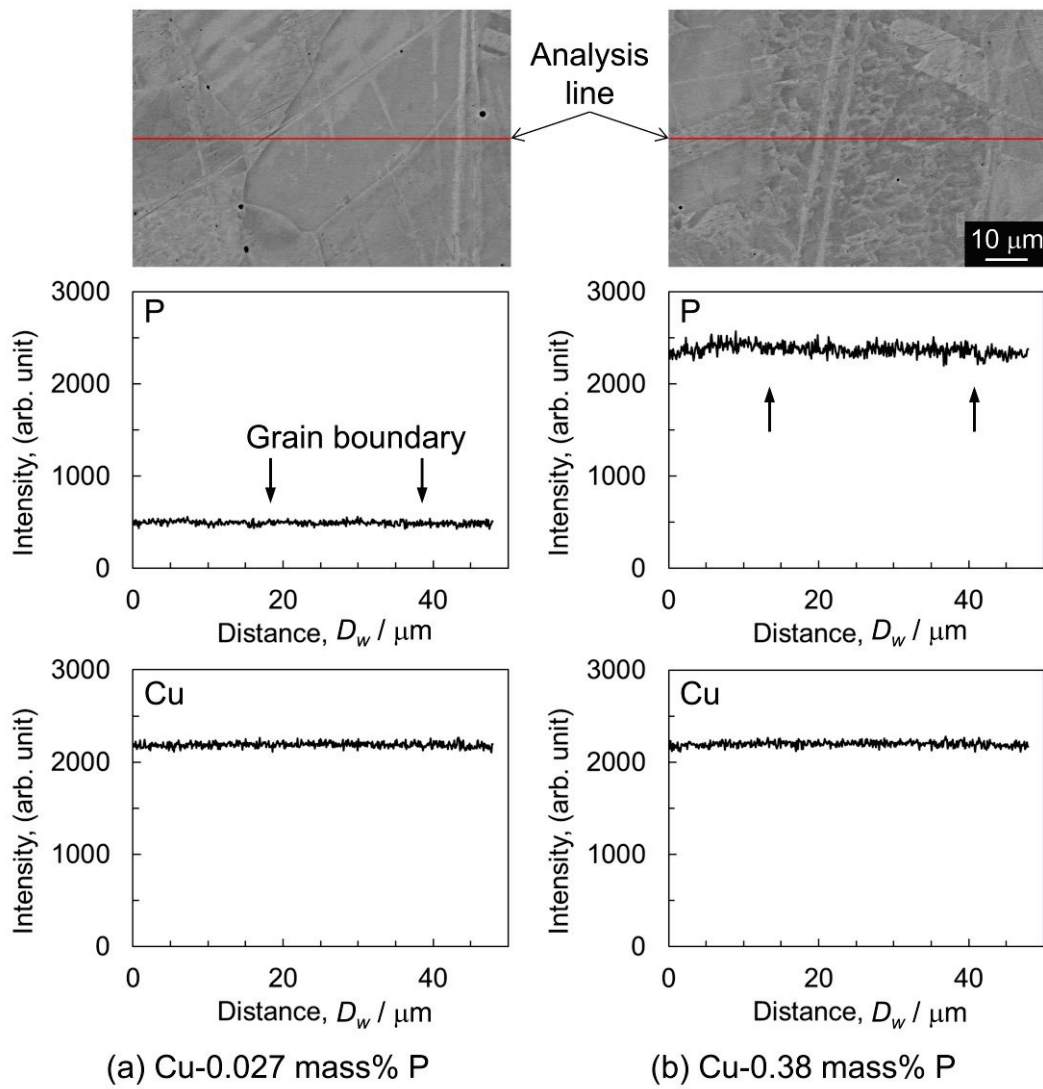 Analysis
line
10 μm
3000
P
2000
Grain boundary
1000
0
0
20
40
Intensity, (arb. unit)
Distance, D_w / μm
3000
P
2000
1000
0
0
20
40
Intensity, (arb. unit)
Distance, D_w / μm
3000
Cu
2000
1000
0
0
20
40
Intensity, (arb. unit)
Distance, D_w / μm
3000
Cu
2000
1000
0
0
20
40
Intensity, (arb. unit)
Distance, D_w / μm
(a) Cu-0.027 mass% P
(b) Cu-0.38 mass% P